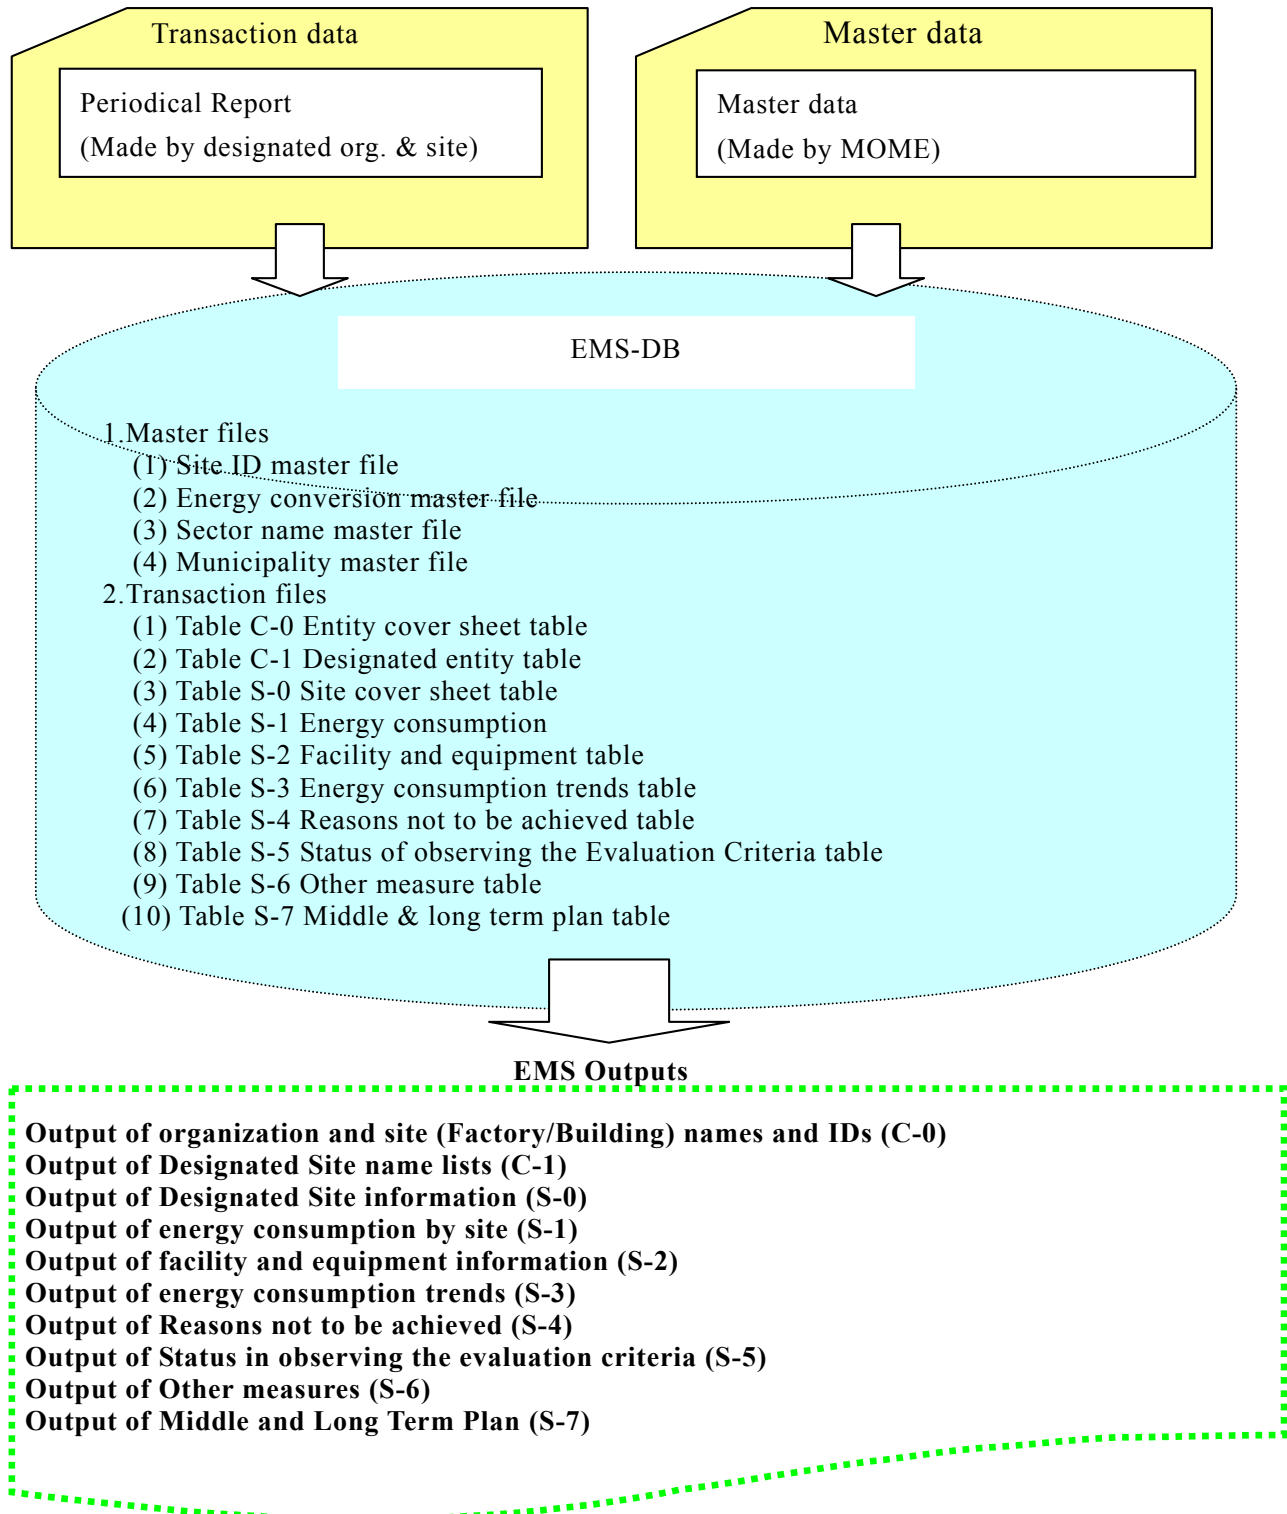 Transaction data
Periodical Report
(Made by designated org. & site)
Master data
Master data
(Made by MOME)
EMS-DB
1.Master files
(1) Site ID master file
(2) Energy conversion master file
(3) Sector name master file
(4) Municipality master file
2.Transaction files
(1) Table C-0 Entity cover sheet table
(2) Table C-1 Designated entity table
(3) Table S-0 Site cover sheet table
(4) Table S-1 Energy consumption
(5) Table S-2 Facility and equipment table
(6) Table S-3 Energy consumption trends table
(7) Table S-4 Reasons not to be achieved table
(8) Table S-5 Status of observing the Evaluation Criteria table
(9) Table S-6 Other measure table
(10) Table S-7 Middle & long term plan table
EMS Outputs
Output of organization and site (Factory/Building) names and IDs (C-0)
Output of Designated Site name lists (C-1)
Output of Designated Site information (S-0)
Output of energy consumption by site (S-1)
Output of facility and equipment information (S-2)
Output of energy consumption trends (S-3)
Output of Reasons not to be achieved (S-4)
Output of Status in observing the evaluation criteria (S-5)
Output of Other measures (S-6)
Output of Middle and Long Term Plan (S-7)